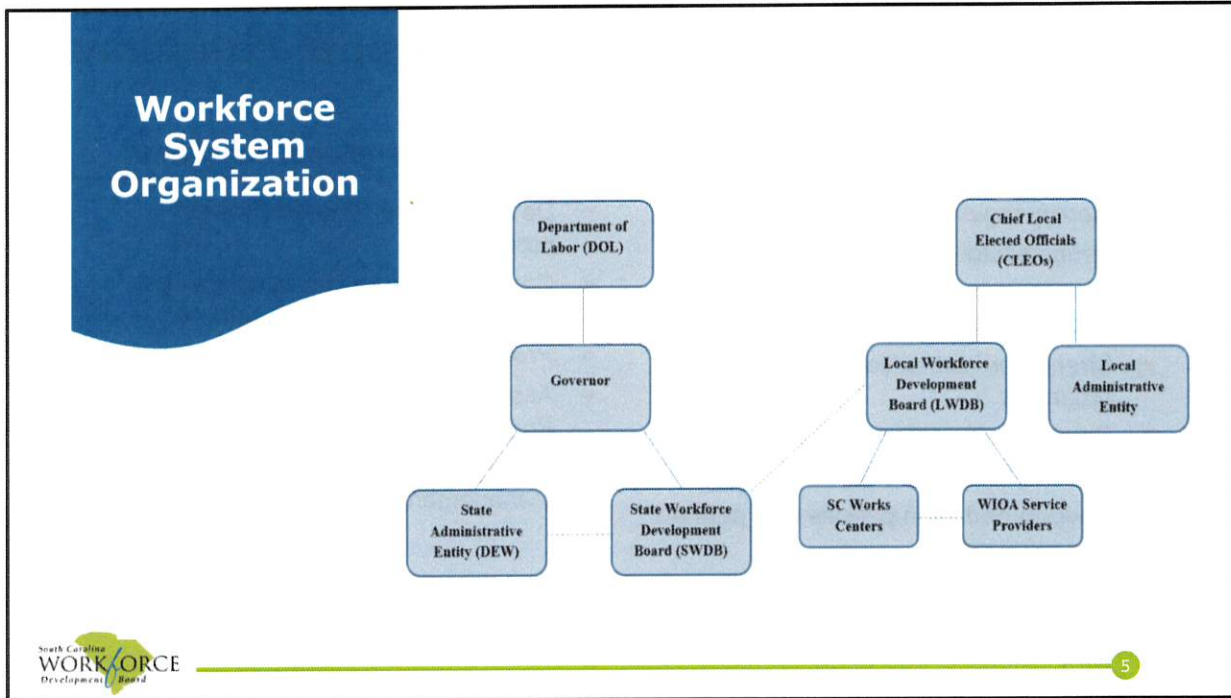 Workforce
System
Organization
Department of
Labor (DOL)
Chief Local
Elected Officials
(CLEOs)
Governor
Local Workforce
Development
Board (LWDB)
Local
Administrative
Entity
State
Administrative
Entity (DEW)
State Workforce
Development
Board (SWDB)
SC Works
Centers
WIOA Service
Providers
South Carolina
WORKFORCE
Development Board
5